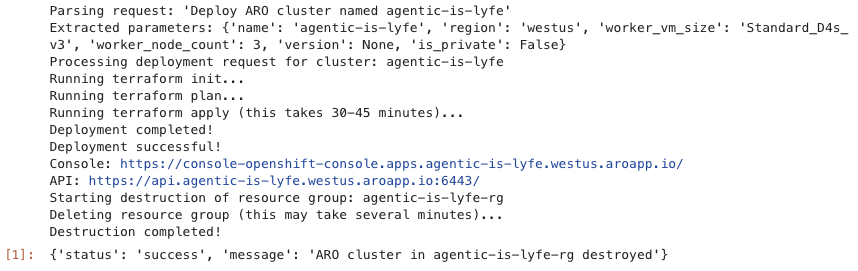 Parsing request: 'Deploy ARO cluster named agentic-is-lyfe'
Extracted parameters: {'name': 'agentic-is-lyfe', 'region': 'westus', 'worker_vm_size': 'Standard_D4s_
v3', 'worker_node_count': 3, 'version': None, 'is_private': False}
Processing deployment request for cluster: agentic-is-lyfe
Running terraform init...
Running terraform plan...
Running terraform apply (this takes 30-45 minutes)...
Deployment completed!
Deployment successful!
Console: https://console-openshift-console.apps.agentic-is-lyfe.westus.aroapp.io/
API: https://api.agentic-is-lyfe.westus.aroapp.io:6443/
Starting destruction of resource group: agentic-is-lyfe-rg
Deleting resource group (this may take several minutes)...
Destruction completed!
[1]: {'status': 'success', 'message': 'ARO cluster in agentic-is-lyfe-rg destroyed'}